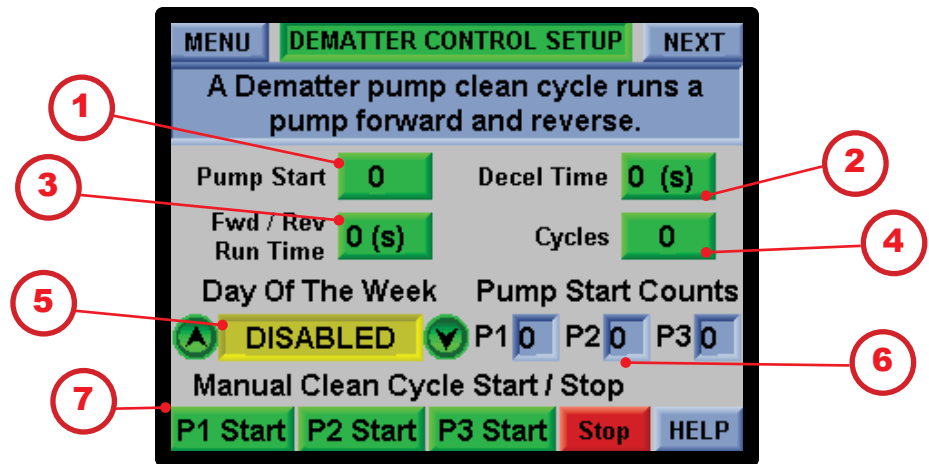 MENU DEMATTER CONTROL SETUP NEXT
A Dematter pump clean cycle runs a
pump forward and reverse.
1
2
3
4
5
6
7
Pump Start 0 Decel Time 0 (s)
Fwd / Rev
Run Time 0 (s) Cycles 0
Day Of The Week Pump Start Counts
DISABLED P1 0 P2 0 P3 0
Manual Clean Cycle Start / Stop
P1 Start P2 Start P3 Start Stop HELP